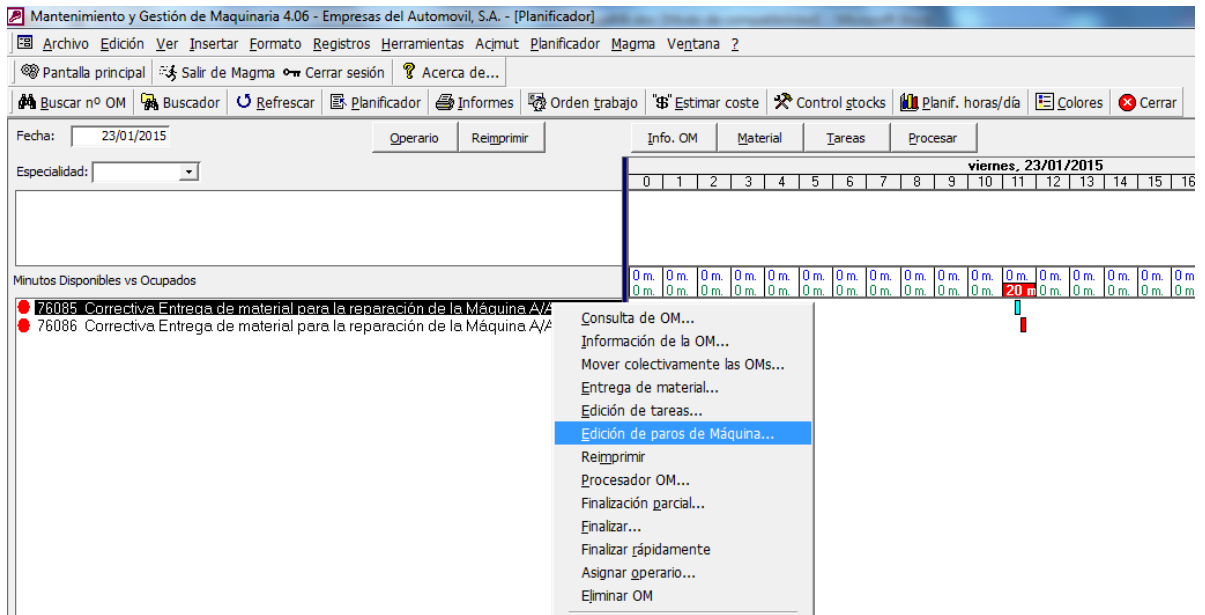 Mantenimiento y Gestión de Maquinaria 4.06 - Empresas del Automovil, S.A. - [Planificador]
Archivo Edición Ver Insertar Formato Registros Herramientas Acimut Planificador Magma Ventana ?
Pantalla principal Salir de Magma Cerrar sesión Acerca de...
Buscar nº OM Buscador Refrescar Planificador Informes Orden trabajo "$" Estimar coste Control stocks Planif. horas/día Colores Cerrar
Fecha: 23/01/2015 Operario Reimprimir Info. OM Material Tareas Procesar
Especialidad: viernes, 23/01/2015
0 1 2 3 4 5 6 7 8 9 10 11 12 13 14 15 16
0 m. 0 m. 0 m. 0 m. 0 m. 0 m. 0 m. 0 m. 0 m. 0 m. 0 m. 0 m. 0 m. 0 m. 0 m. 0 m. 0 m
Minutos Disponibles vs Ocupados
0 m. 0 m. 0 m. 0 m. 0 m. 0 m. 0 m. 0 m. 0 m. 0 m. 0 m. 20 m 0 m. 0 m. 0 m. 0 m. 0 m
76085 Correctiva Entrega de material para la reparación de la Máquina A/A
76086 Correctiva Entrega de material para la reparación de la Máquina A/A
Consulta de OM...
Información de la OM...
Mover colectivamente las OMs...
Entrega de material...
Edición de tareas...
Edición de paros de Máquina...
Reimprimir
Procesador OM...
Finalización parcial...
Finalizar...
Finalizar rápidamente
Asignar operario...
Eliminar OM